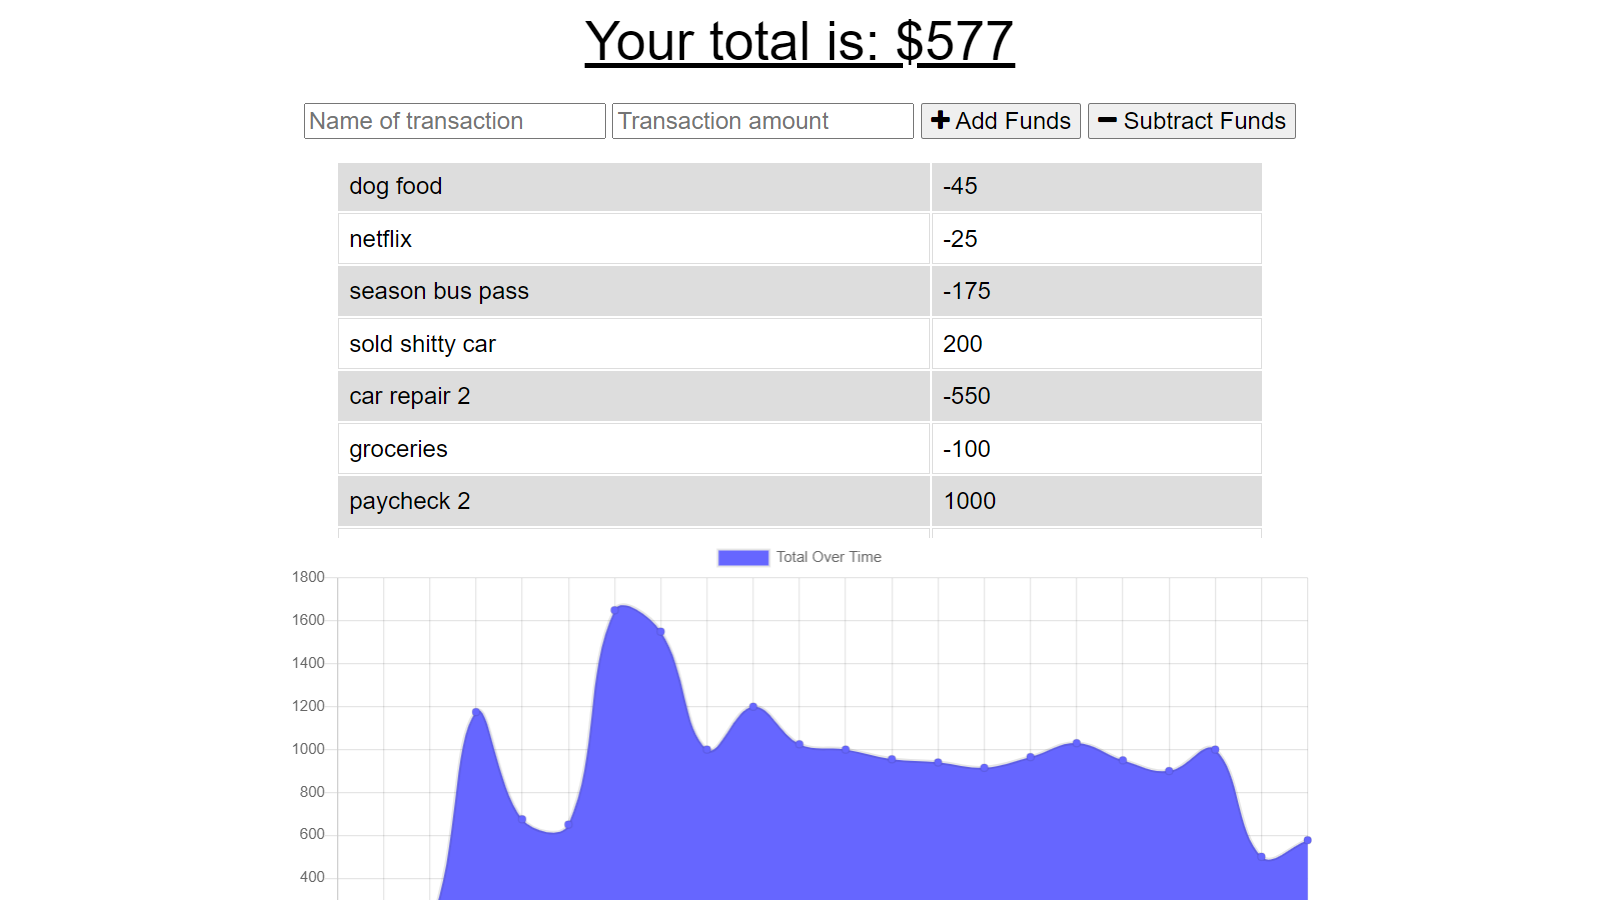 Your total is: $577
Name of transaction Transaction amount Add Funds Subtract Funds
dog food -45
netflix -25
season bus pass -175
sold shitty car 200
car repair 2 -550
groceries -100
paycheck 2 1000
Total Over Time
1800
1600
1400
1200
1000
800
600
400